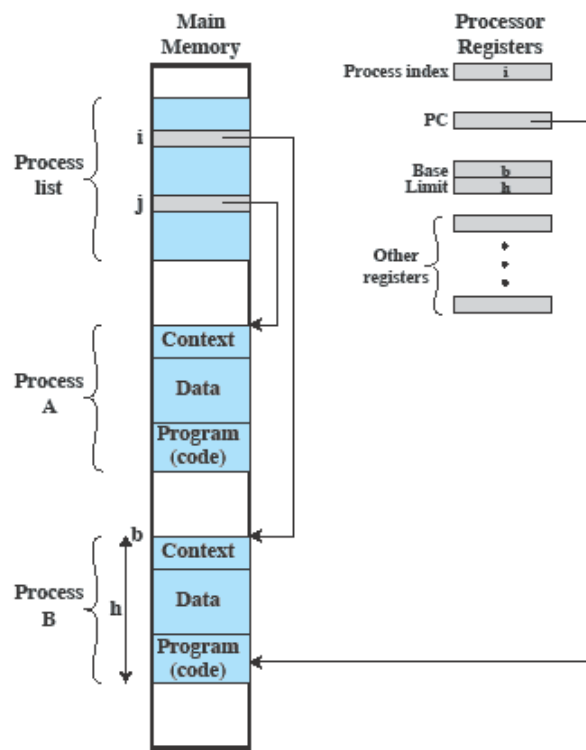 Main
Memory
Processor
Registers
Process index
i
PC
Base
b
Limit
h
Other
registers
Process
list
i
j
Process
A
Context
Data
Program
(code)
b
Process
B
h
Context
Data
Program
(code)